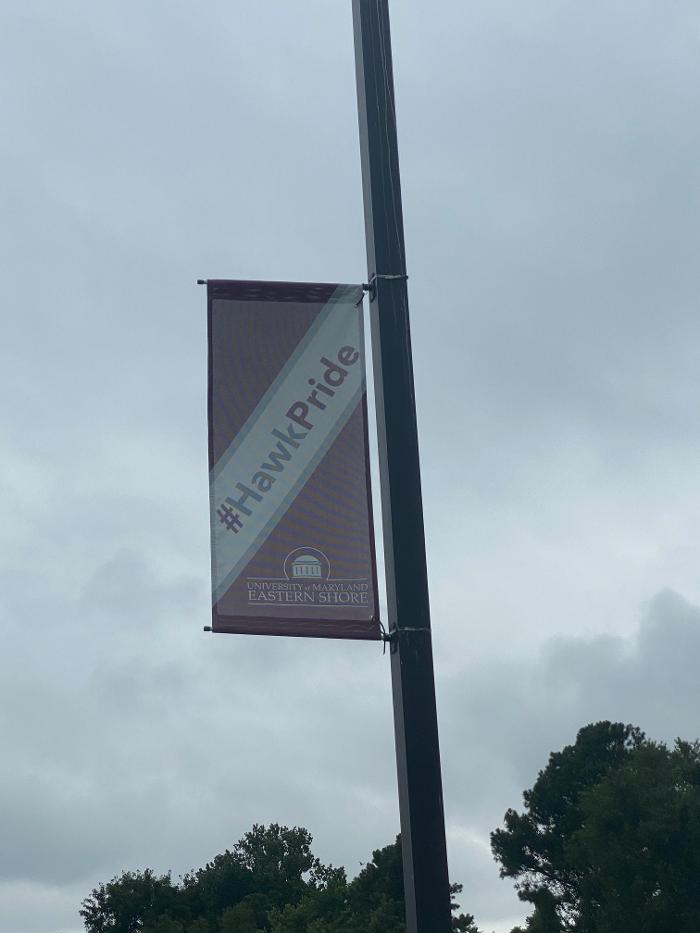 #HawkPride
UNIVERSITY of MARYLAND
EASTERN SHORE